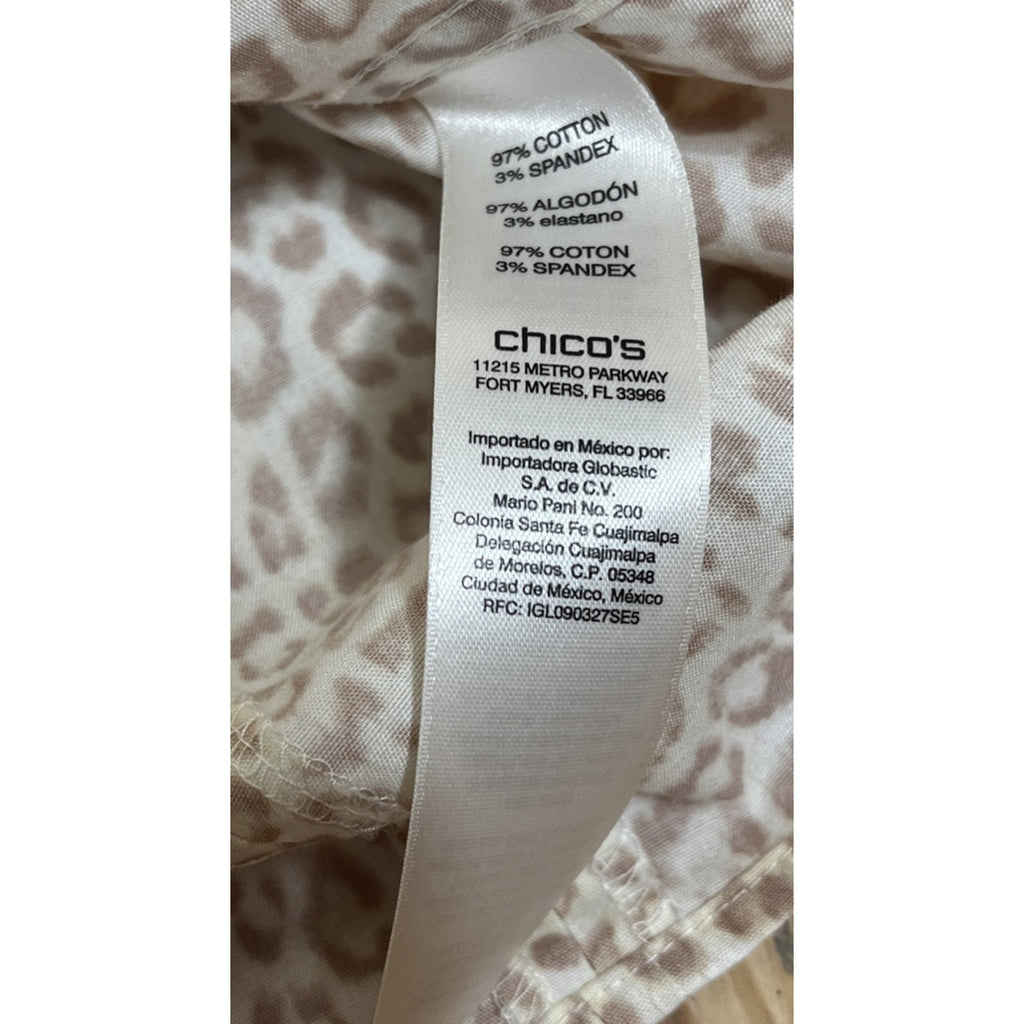 97% COTTON
3% SPANDEX
97% ALGODÓN
3% elastano
97% COTON
3% SPANDEX
chico's
11215 METRO PARKWAY
FORT MYERS, FL 33966
Importado en México por:
Importadora Globastic
S.A. de C.V.
Mario Pani No. 200
Colonia Santa Fe Cuajimalpa
Delegación Cuajimalpa
de Morelos, C.P. 05348
Ciudad de México, México
RFC: IGL090327SE5